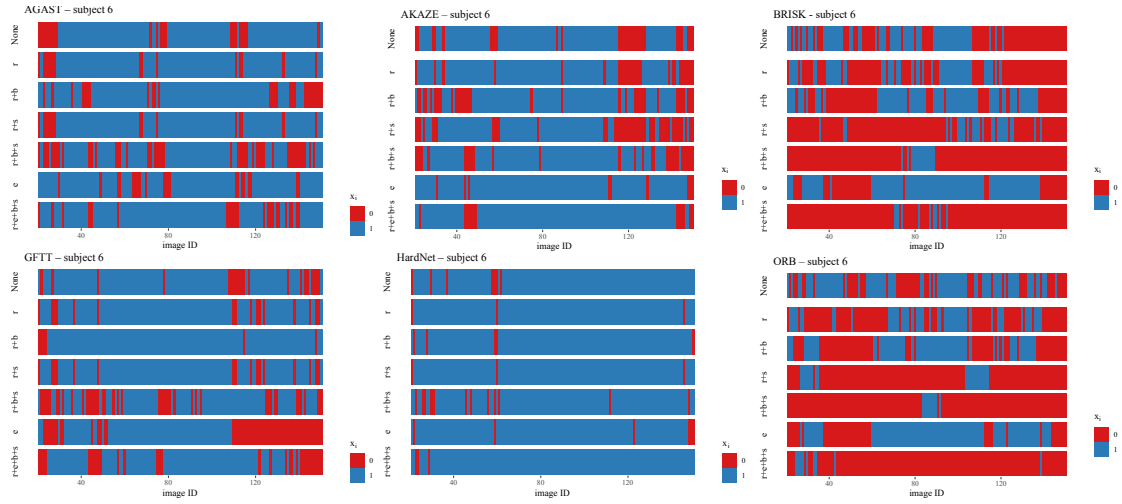 AGAST – subject 6
None
r
r+b
r+s
r+b+s
e
r+e+b+s
40
80
120
image ID
x_i
0
1
AKAZE – subject 6
None
r
r+b
r+s
r+b+s
e
r+e+b+s
40
80
120
image ID
x_i
0
1
BRISK - subject 6
None
r
r+b
r+s
r+b+s
e
r+e+b+s
40
80
120
image ID
x_i
0
1
GFTT – subject 6
None
r
r+b
r+s
r+b+s
e
r+e+b+s
40
80
120
image ID
x_i
0
1
HardNet – subject 6
None
r
r+b
r+s
r+b+s
e
r+e+b+s
40
80
120
image ID
x_i
0
1
ORB – subject 6
None
r
r+b
r+s
r+b+s
e
r+e+b+s
40
80
120
image ID
x_i
0
1